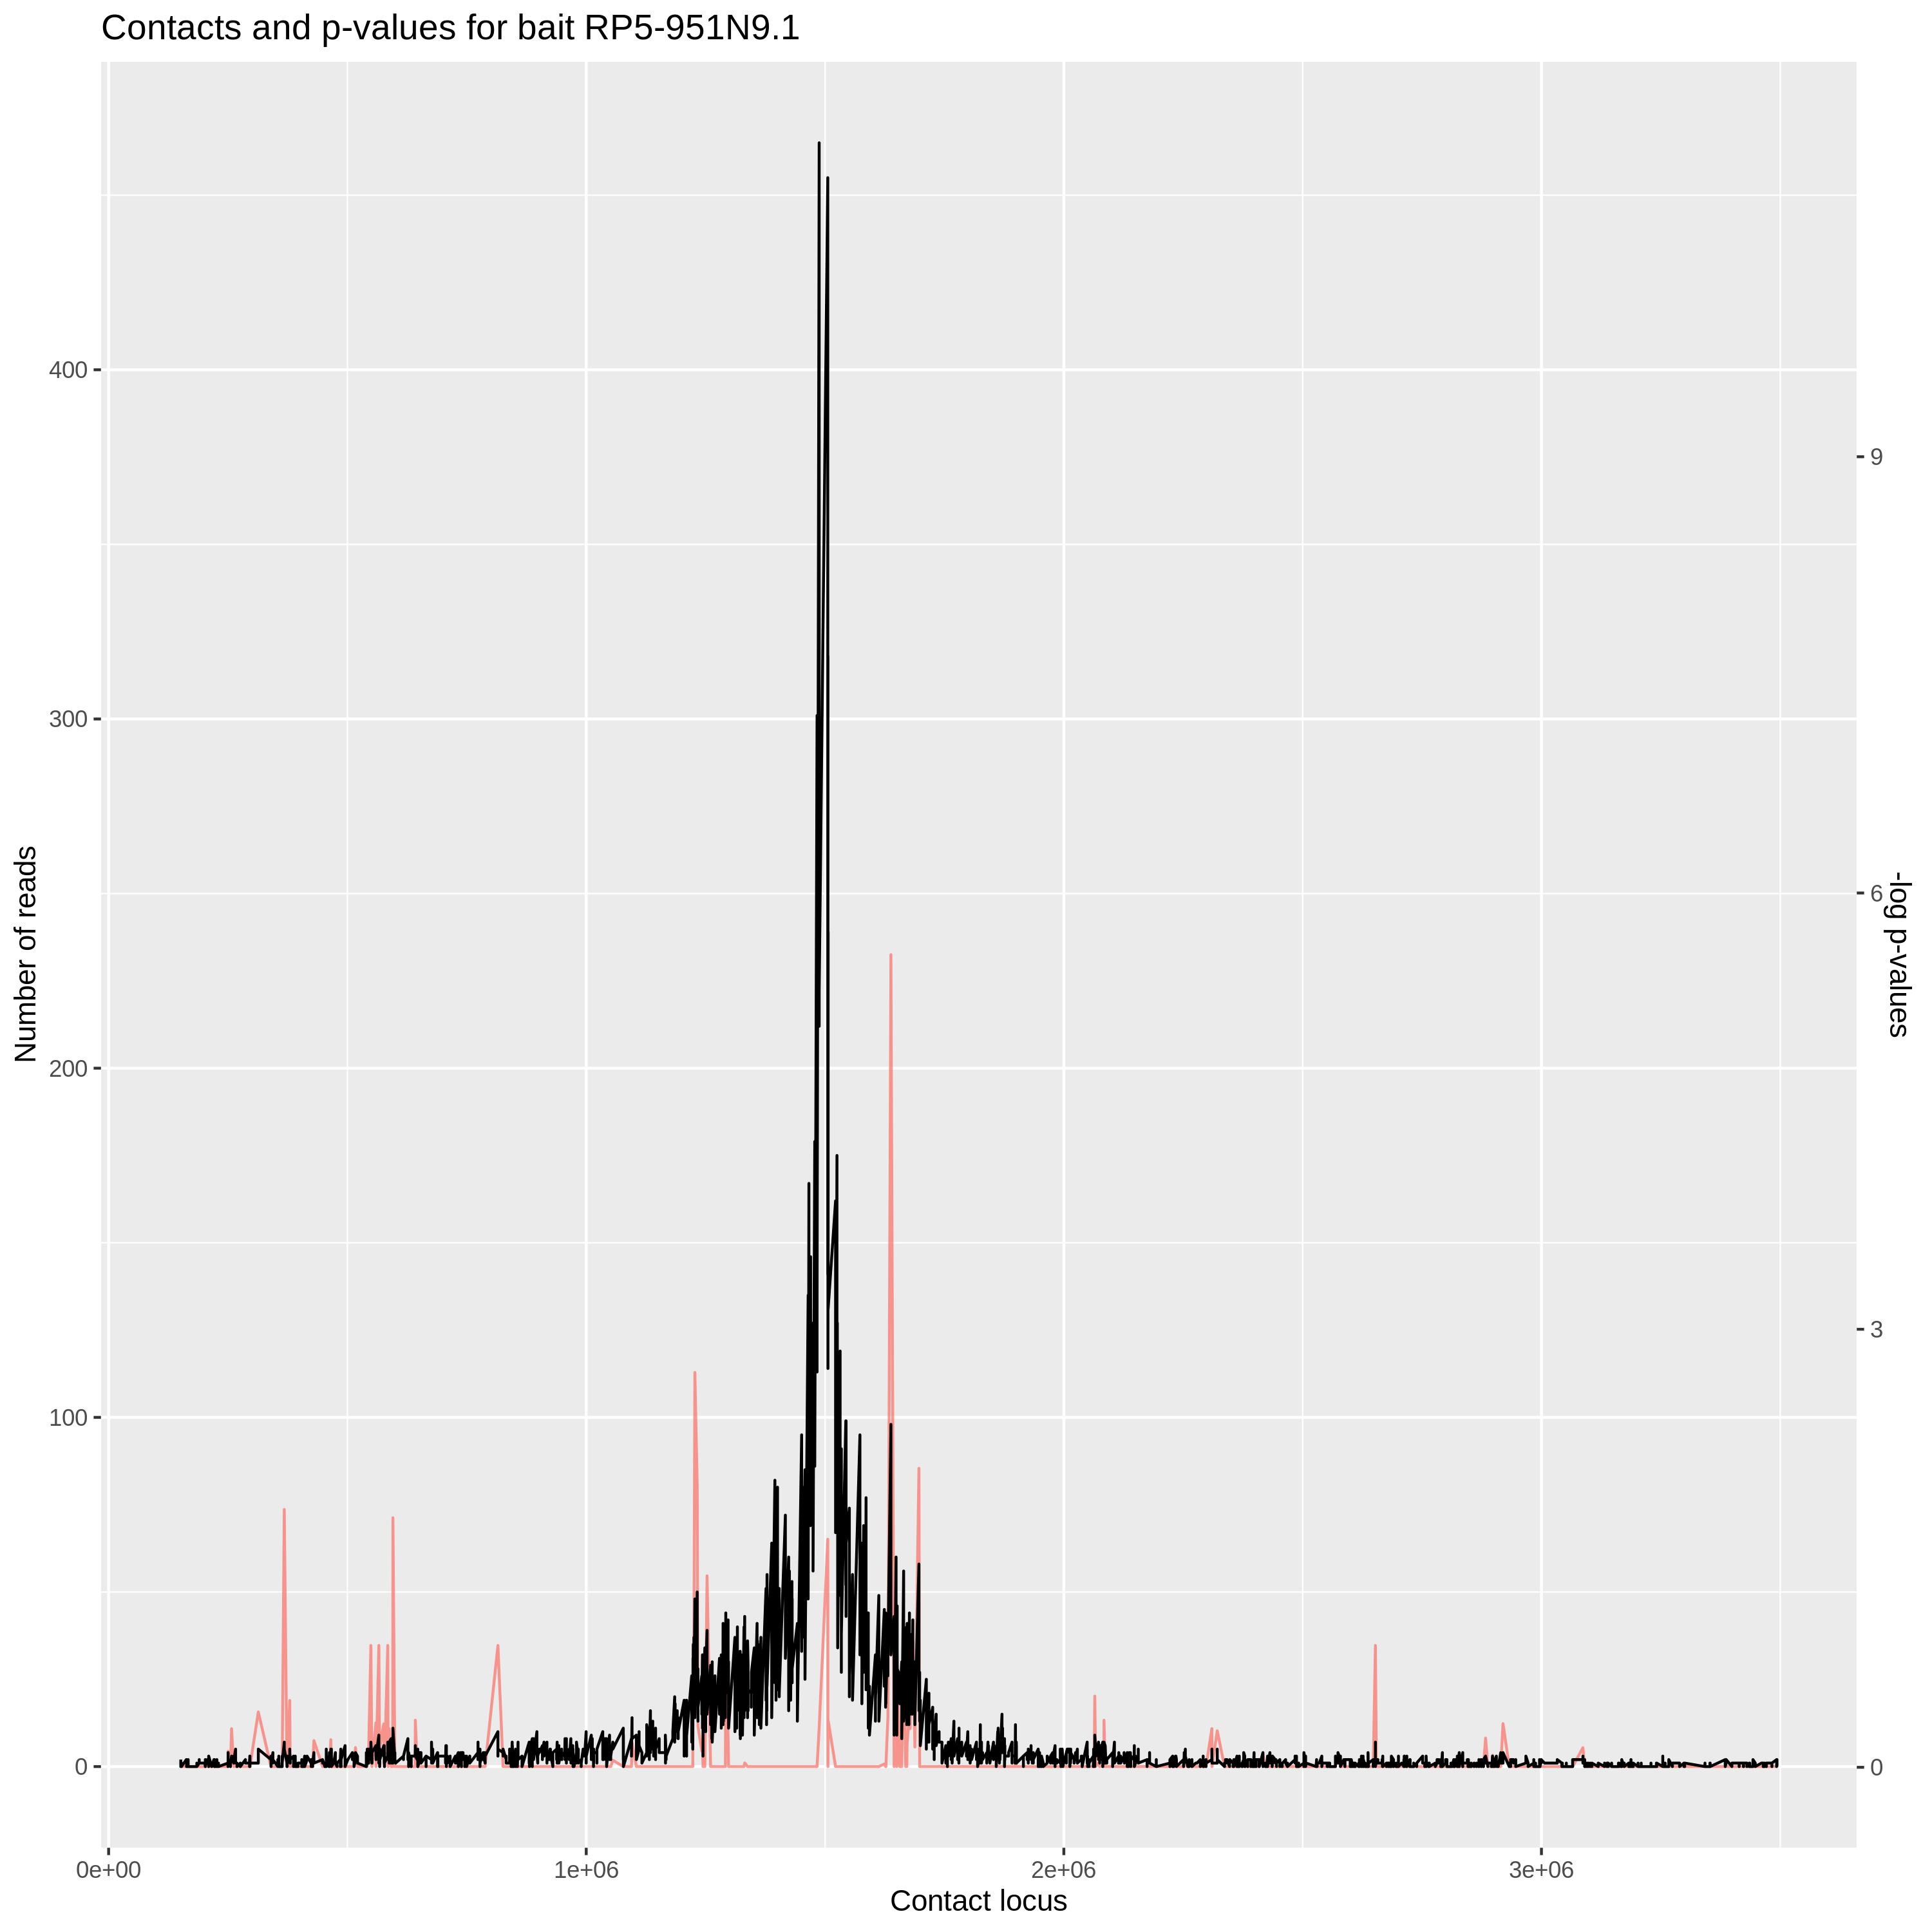 Contacts and p-values for bait RP5-951N9.1
400
300
200
100
0
Number of reads
9
6
3
0
-log p-values
0e+00 1e+06 2e+06 3e+06
Contact locus